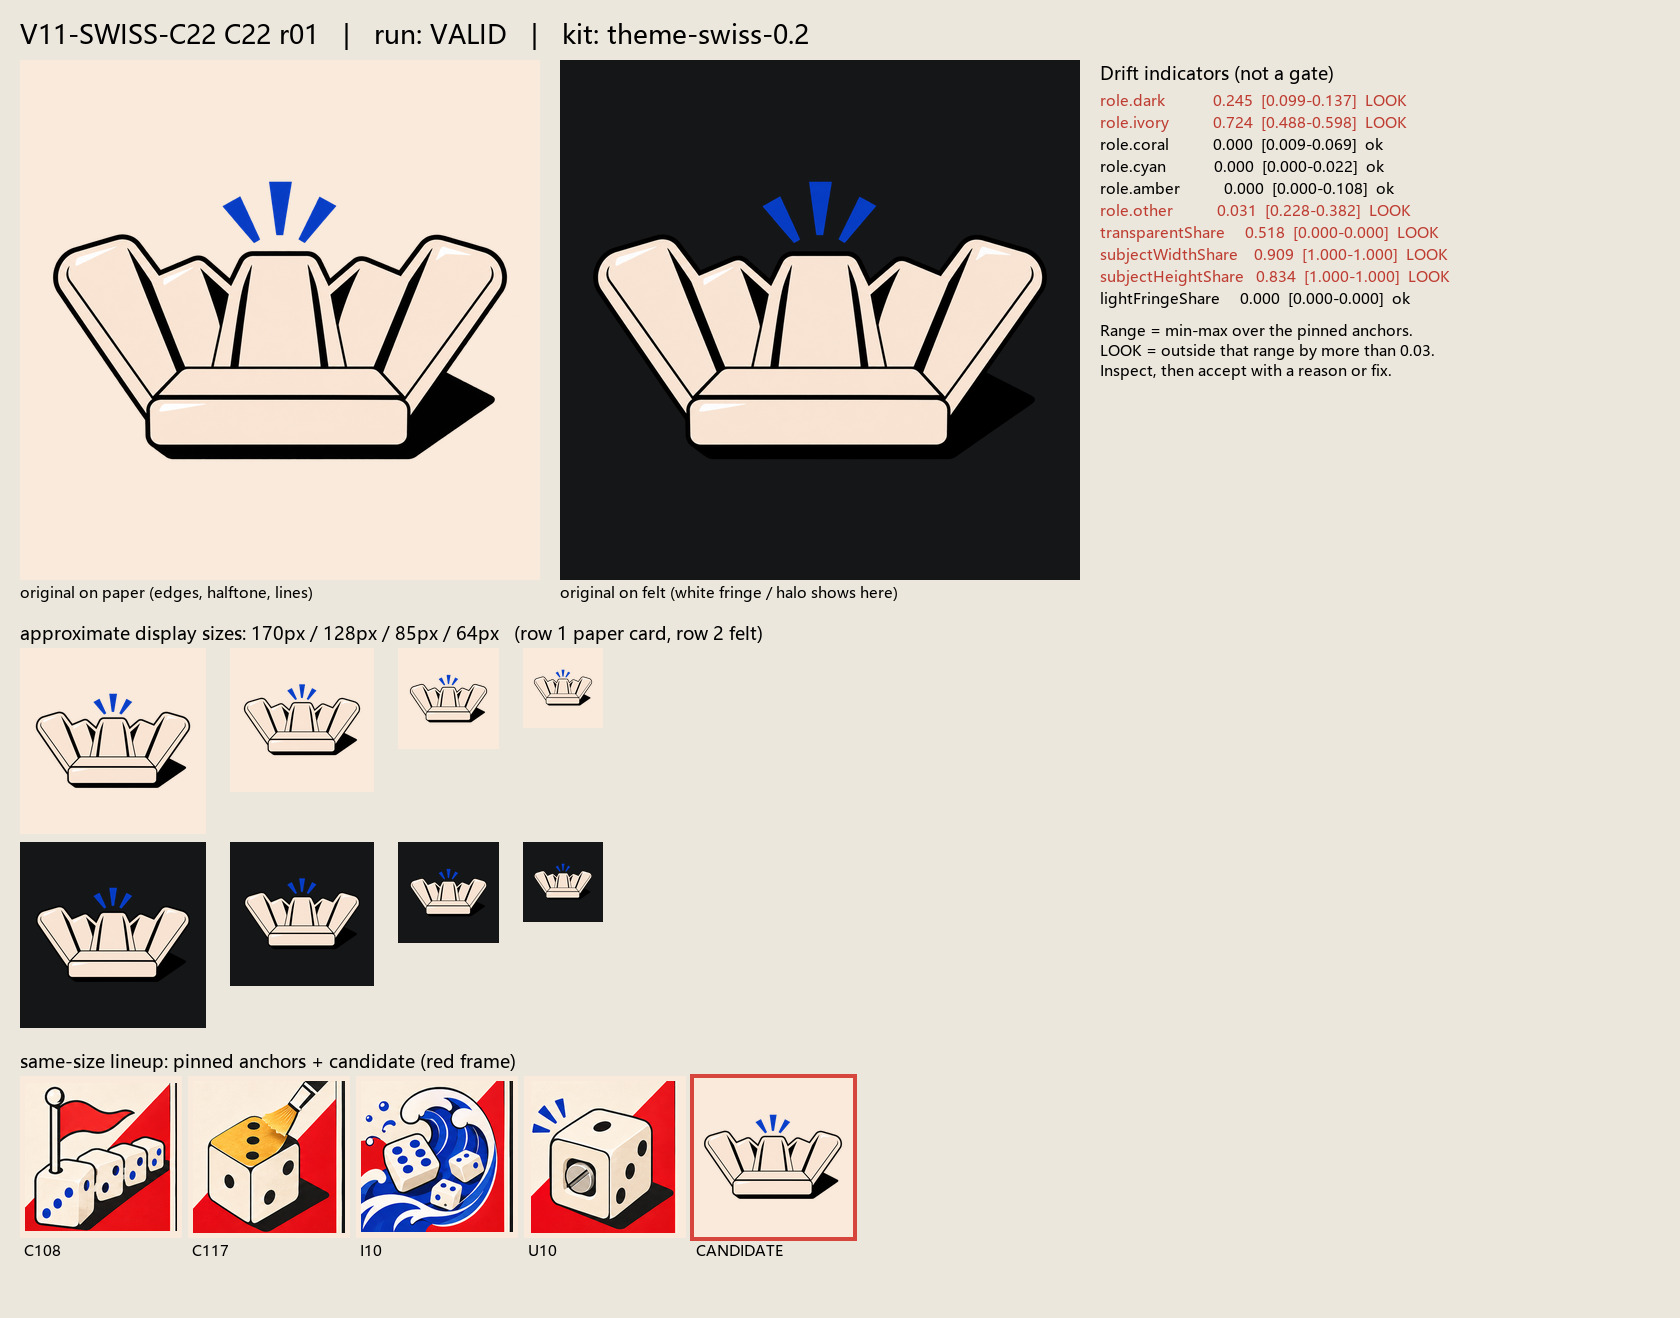 V11-SWISS-C22 C22 r01 | run: VALID | kit: theme-swiss-0.2
Drift indicators (not a gate)
role.dark 0.245 [0.099-0.137] LOOK
role.ivory 0.724 [0.488-0.598] LOOK
role.coral 0.000 [0.009-0.069] ok
role.cyan 0.000 [0.000-0.022] ok
role.amber 0.000 [0.000-0.108] ok
role.other 0.031 [0.228-0.382] LOOK
transparentShare 0.518 [0.000-0.000] LOOK
subjectWidthShare 0.909 [1.000-1.000] LOOK
subjectHeightShare 0.834 [1.000-1.000] LOOK
lightFringeShare 0.000 [0.000-0.000] ok
Range = min-max over the pinned anchors.
LOOK = outside that range by more than 0.03.
Inspect, then accept with a reason or fix.
original on paper (edges, halftone, lines)
original on felt (white fringe / halo shows here)
approximate display sizes: 170px / 128px / 85px / 64px (row 1 paper card, row 2 felt)
same-size lineup: pinned anchors + candidate (red frame)
C108
C117
I10
U10
CANDIDATE